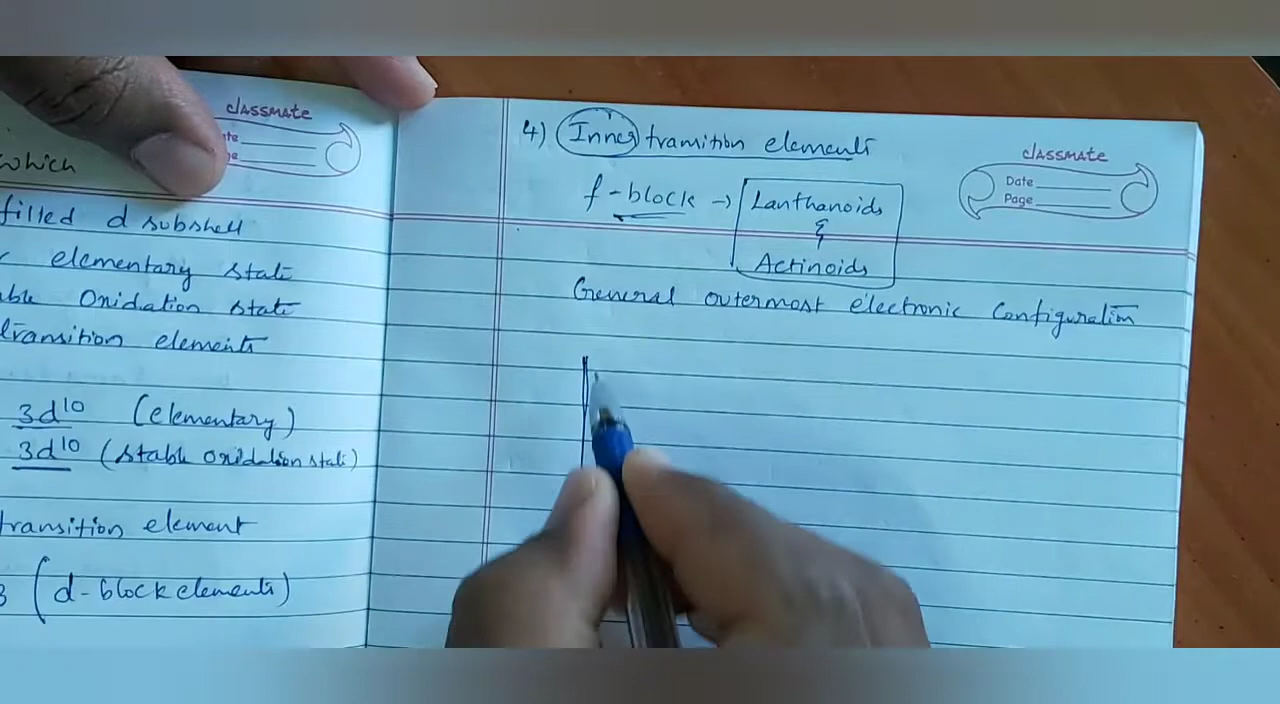 classmate
which
filled d subshell
elementary state
Oxidation state
transition elements
3d10 (elementary)
3d10 (stable oxidation state)
transition element
(d-block elements)
4) Inner transition elements
classmate
Date
Page
f-block → Lanthanoids
&
Actinoids
General outermost electronic Configuration